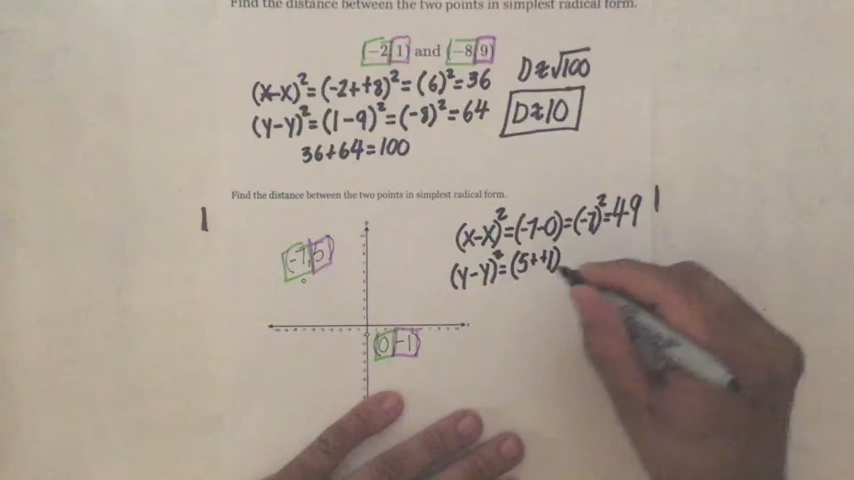 Find the distance between the two points in simplest radical form.
(-2, 1) and (-8, 9)
(x-x)²=(-2++8)²=(6)²=36
(y-y)²=(1-9)²=(-8)²=64
36+64=100
D≈√100
D≈10
Find the distance between the two points in simplest radical form.
(-7,5)
(0,-1)
(x-x)²=(-7-0)=(-7)²=49
(y-y)²=(5++1)